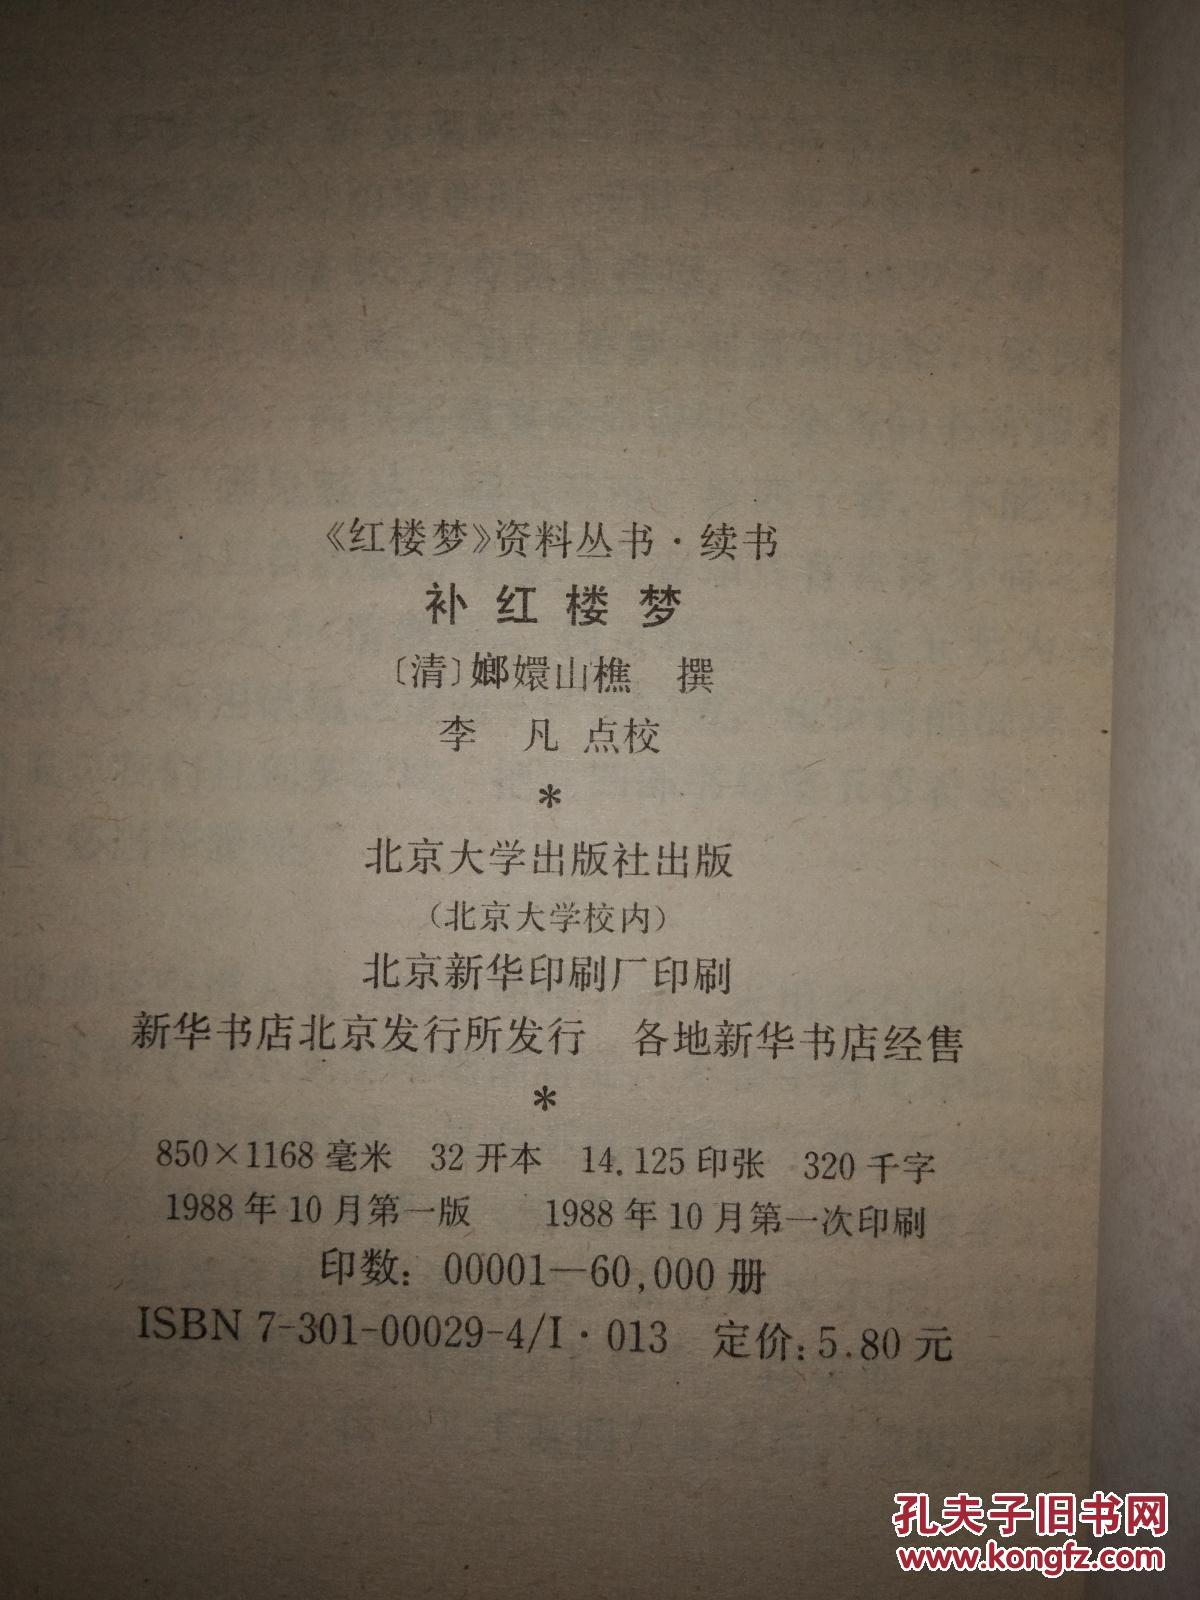 《红楼梦》资料丛书·续书
补红楼梦
〔清〕嫏嬛山樵 撰
李 凡 点校
*
北京大学出版社出版
（北京大学校内）
北京新华印刷厂印刷
新华书店北京发行所发行 各地新华书店经售
*
850×1168毫米 32开本 14.125印张 320千字
1988年10月第一版 1988年10月第一次印刷
印数：00001—60,000册
ISBN 7-301-00029-4/I·013 定价：5.80元
孔夫子旧书网
www.kongfz.com